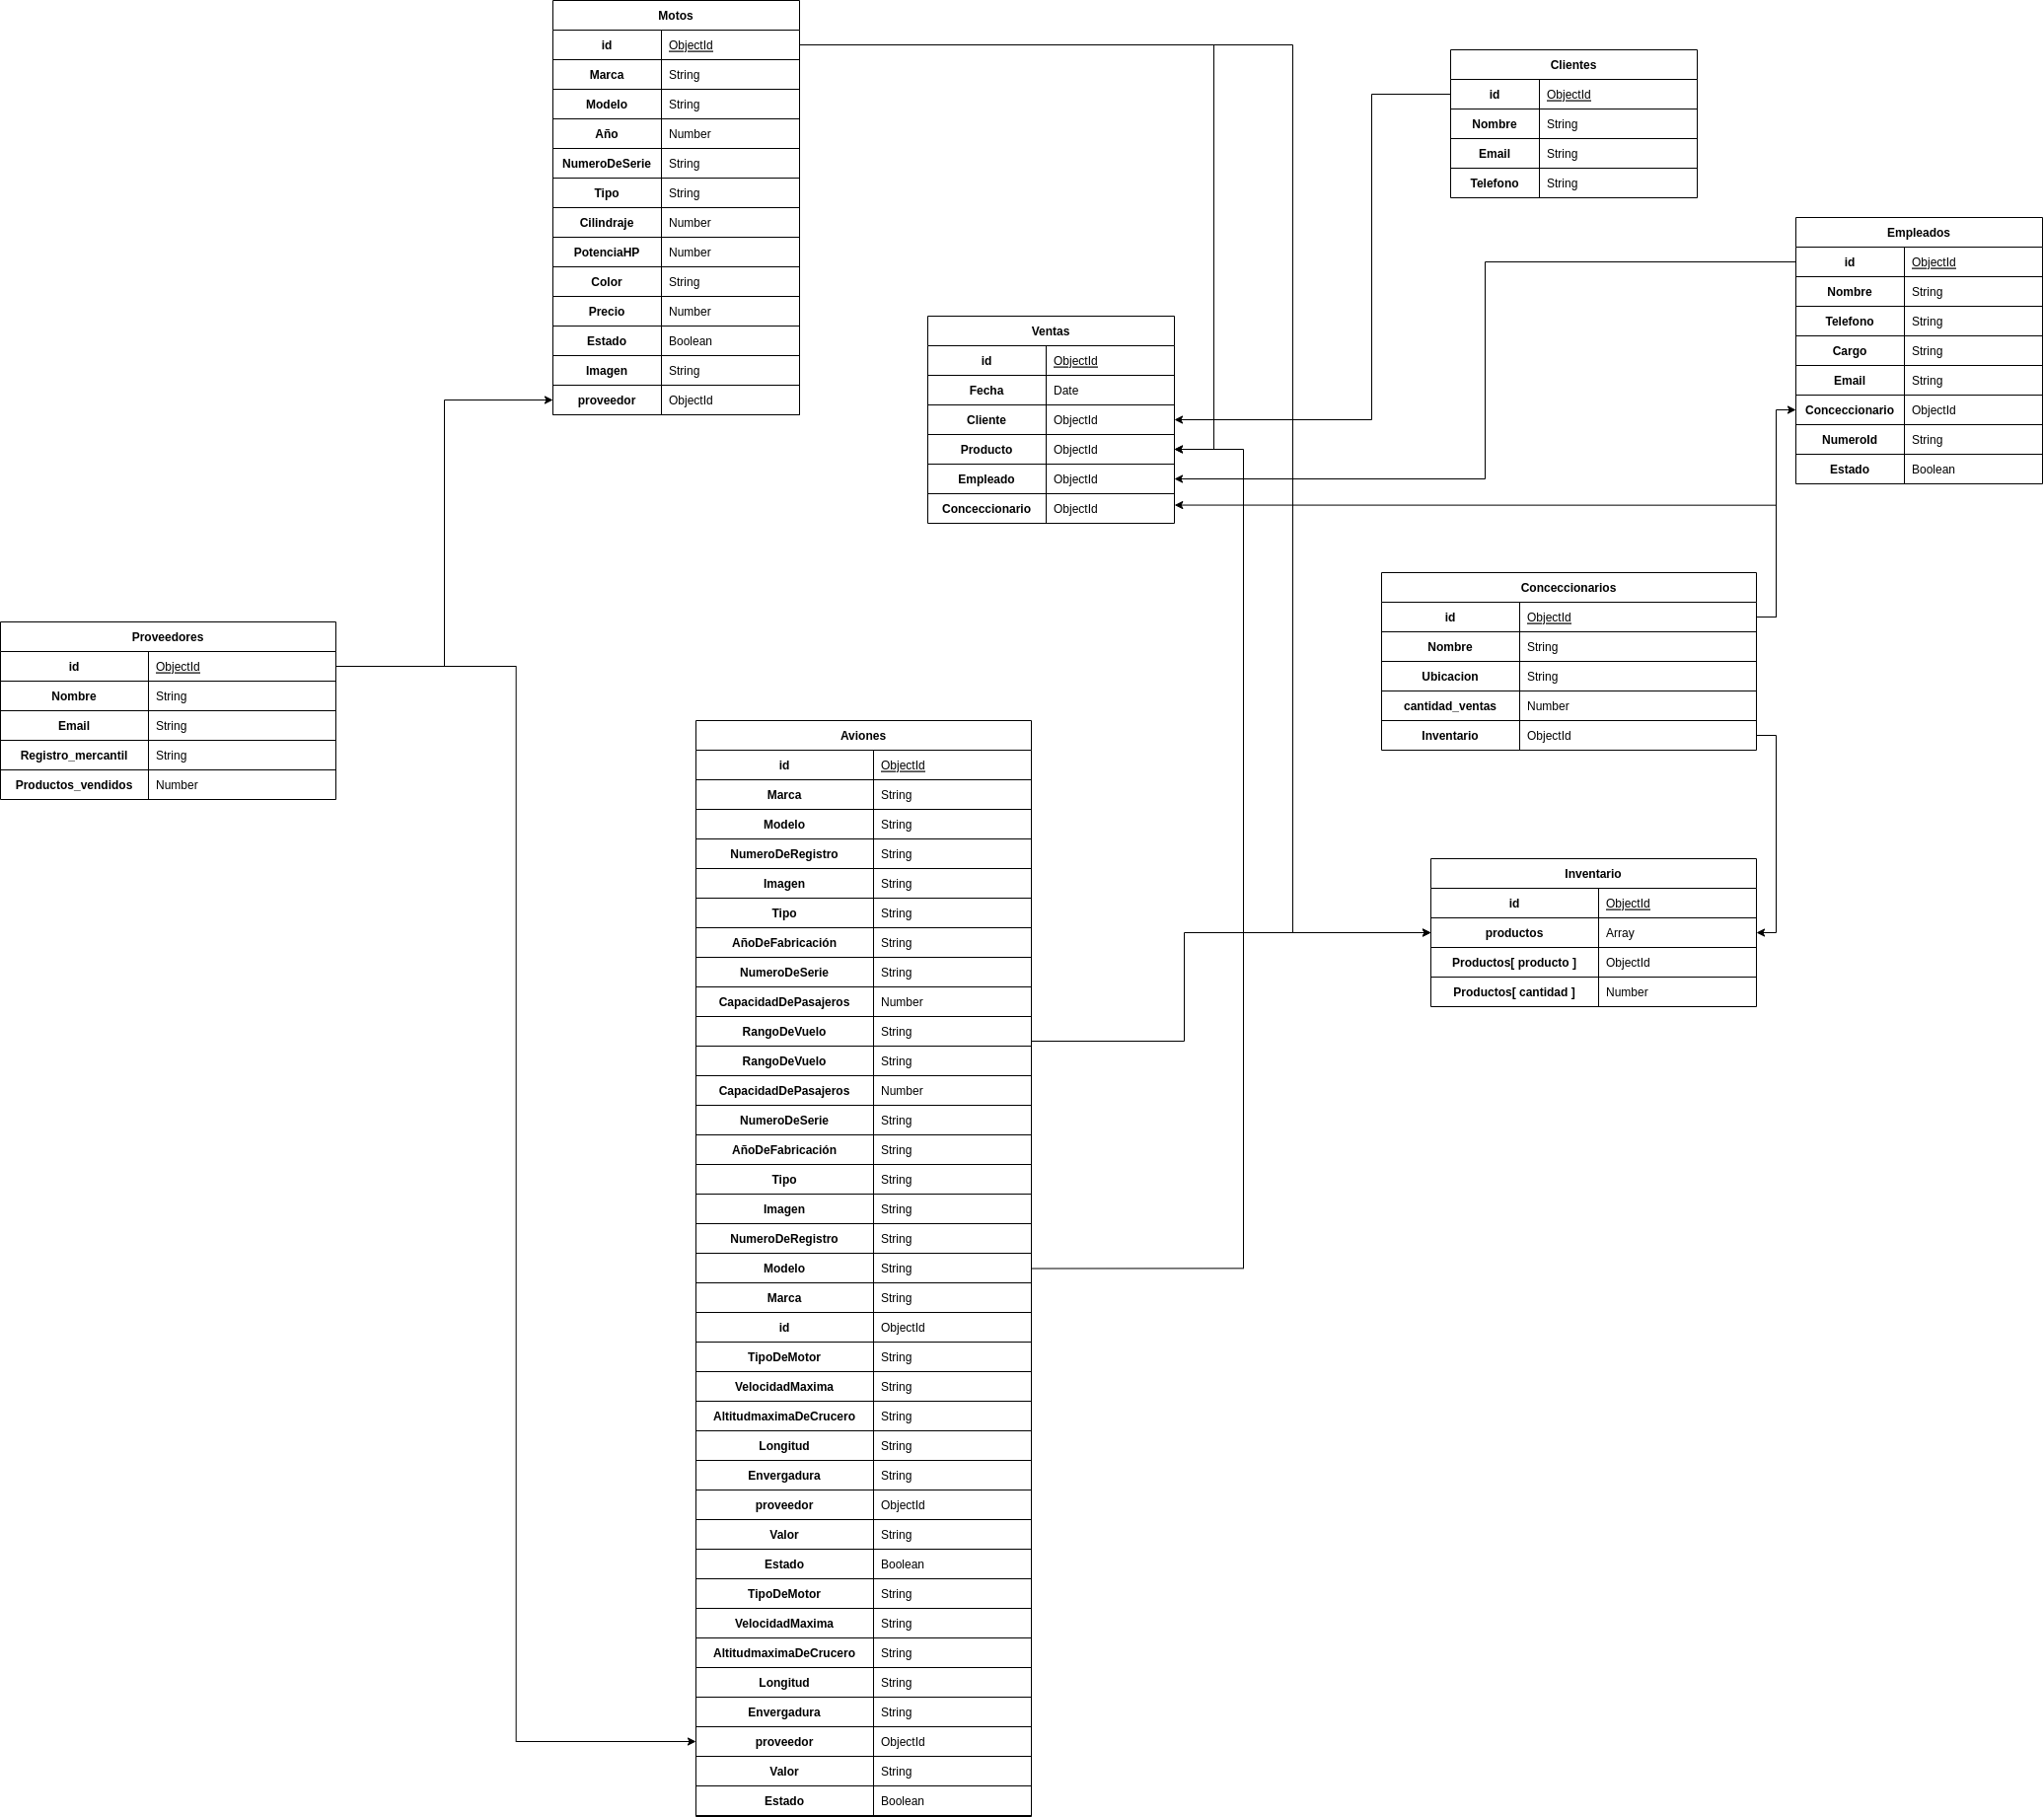 Motos
id ObjectId
Marca String
Modelo String
Año Number
NumeroDeSerie String
Tipo String
Cilindraje Number
PotenciaHP Number
Color String
Precio Number
Estado Boolean
Imagen String
proveedor ObjectId
Clientes
id ObjectId
Nombre String
Email String
Telefono String
Empleados
id ObjectId
Nombre String
Telefono String
Cargo String
Email String
Conceccionario ObjectId
NumeroId String
Estado Boolean
Ventas
id ObjectId
Fecha Date
Cliente ObjectId
Producto ObjectId
Empleado ObjectId
Conceccionario ObjectId
Conceccionarios
id ObjectId
Nombre String
Ubicacion String
cantidad_ventas Number
Inventario ObjectId
Proveedores
id ObjectId
Nombre String
Email String
Registro_mercantil String
Productos_vendidos Number
Aviones
id ObjectId
Marca String
Modelo String
NumeroDeRegistro String
Imagen String
Tipo String
AñoDeFabricación String
NumeroDeSerie String
CapacidadDePasajeros Number
RangoDeVuelo String
RangoDeVuelo String
CapacidadDePasajeros Number
NumeroDeSerie String
AñoDeFabricación String
Tipo String
Imagen String
NumeroDeRegistro String
Modelo String
Marca String
id ObjectId
TipoDeMotor String
VelocidadMaxima String
AltitudmaximaDeCrucero String
Longitud String
Envergadura String
proveedor ObjectId
Valor String
Estado Boolean
TipoDeMotor String
VelocidadMaxima String
AltitudmaximaDeCrucero String
Longitud String
Envergadura String
proveedor ObjectId
Valor String
Estado Boolean
Inventario
id ObjectId
productos Array
Productos[ producto ] ObjectId
Productos[ cantidad ] Number